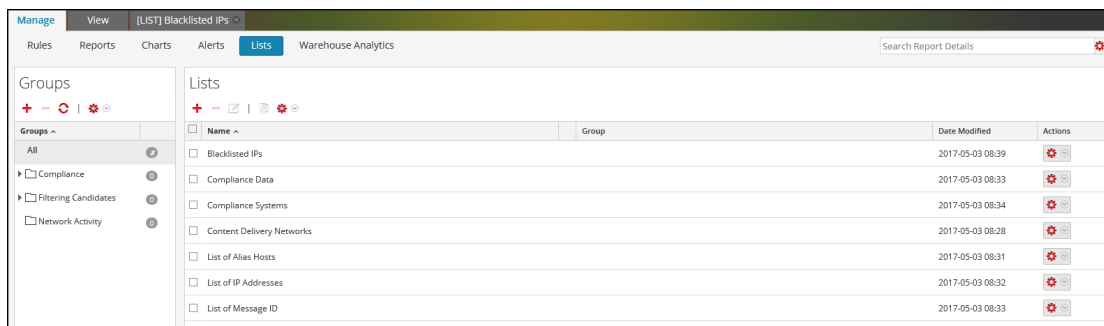 Manage View [LIST] Blacklisted IPs
Rules Reports Charts Alerts Lists Warehouse Analytics Search Report Details
Groups Lists
Groups Name Group Date Modified Actions
All Blacklisted IPs 2017-05-03 08:39
Compliance 0 Compliance Data 2017-05-03 08:33
Filtering Candidates 0 Compliance Systems 2017-05-03 08:34
Network Activity 0 Content Delivery Networks 2017-05-03 08:28
List of Alias Hosts 2017-05-03 08:31
List of IP Addresses 2017-05-03 08:32
List of Message ID 2017-05-03 08:33